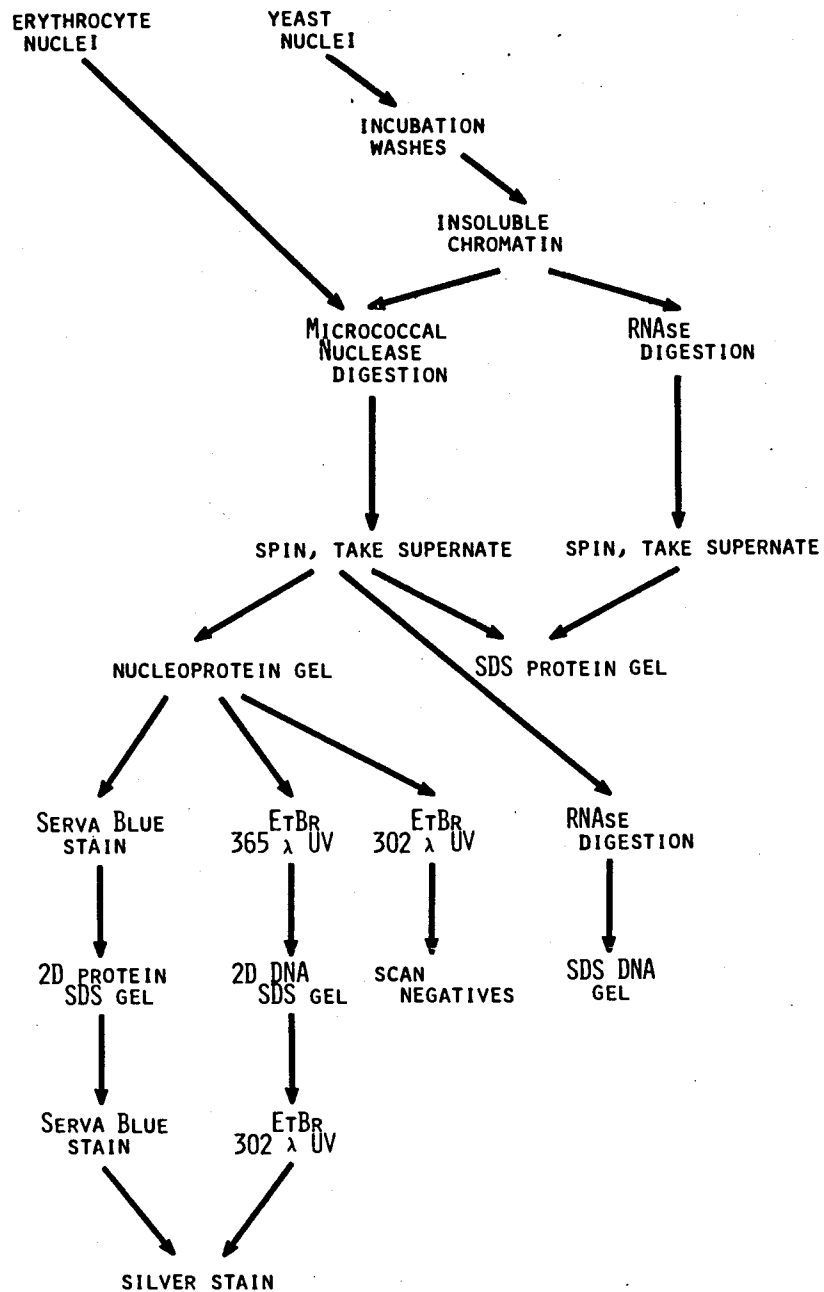 ERYTHROCYTE
NUCLEI
YEAST
NUCLEI
INCUBATION
WASHES
INSOLUBLE
CHROMATIN
MICROCOCCAL
NUCLEASE
DIGESTION
RNASE
DIGESTION
SPIN, TAKE SUPERNATE
SPIN, TAKE SUPERNATE
NUCLEOPROTEIN GEL
SDS PROTEIN GEL
SERVA BLUE
STAIN
ETBR
365 λ UV
ETBR
302 λ UV
RNASE
DIGESTION
2D PROTEIN
SDS GEL
2D DNA
SDS GEL
SCAN
NEGATIVES
SDS DNA
GEL
SERVA BLUE
STAIN
ETBR
302 λ UV
SILVER STAIN